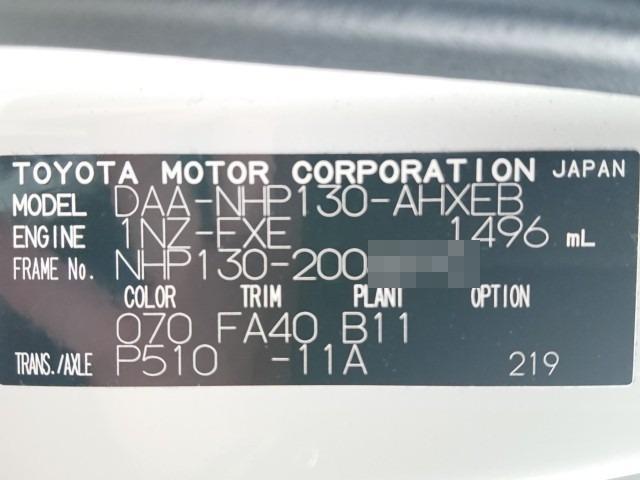 TOYOTA MOTOR CORPORATION JAPAN
MODEL DAA-NHP130-AHXEB
ENGINE 1NZ-EXE 1496 mL
FRAME No. NHP130-200
COLOR TRIM PLANT OPTION
070 FA40 B11
TRANS./AXLE P510 -11A 219